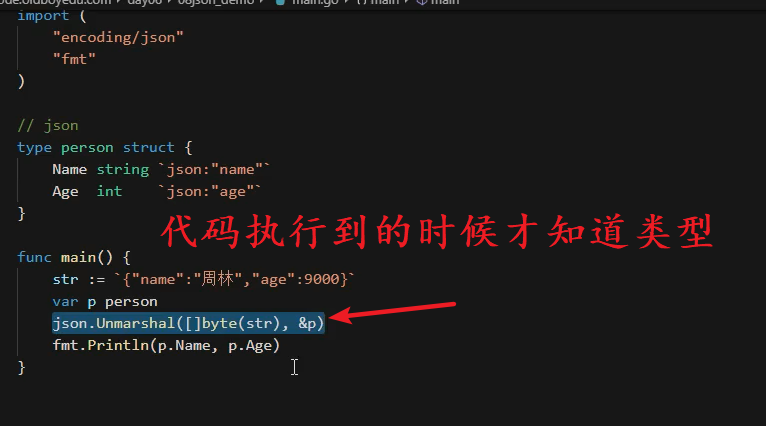 ode.oldboyedu.com > day06 > 06json_demo > main.go > {} main > main
import (
    "encoding/json"
    "fmt"
)
// json
type person struct {
    Name string `json:"name"`
    Age  int    `json:"age"`
}
代码执行到的时候才知道类型
func main() {
    str := `{"name":"周林","age":9000}`
    var p person
    json.Unmarshal([]byte(str), &p)
    fmt.Println(p.Name, p.Age)
}